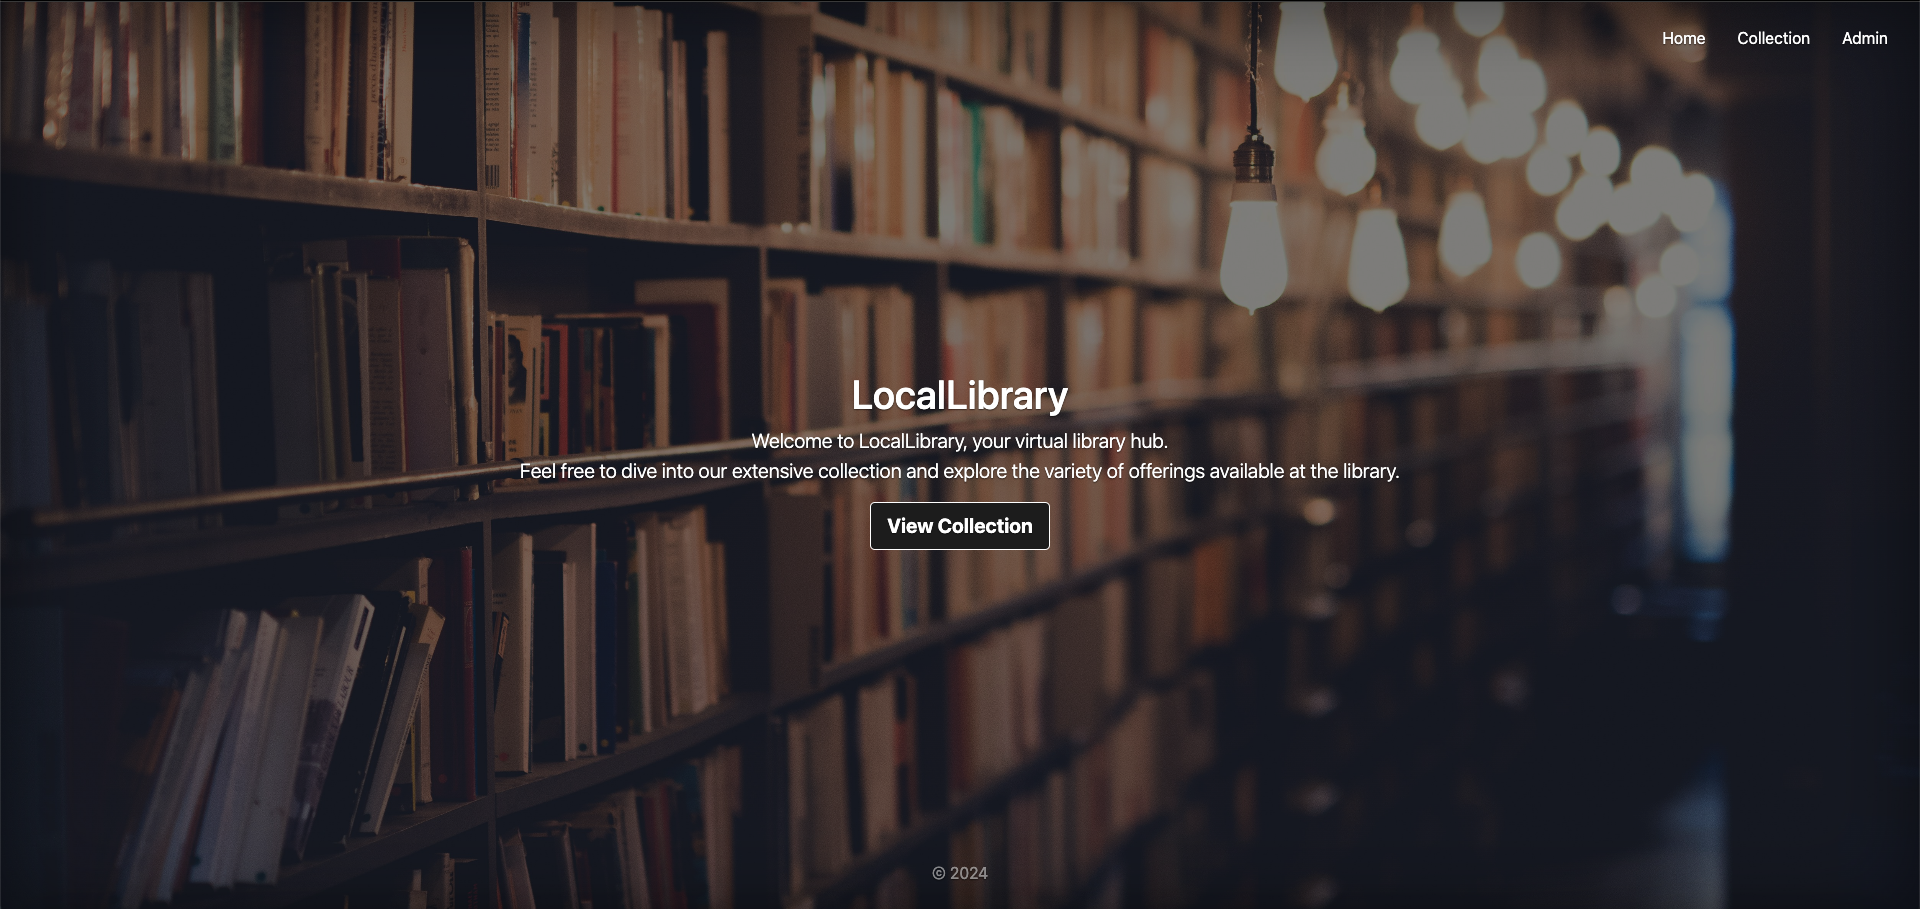 Home Collection Admin
LocalLibrary
Welcome to LocalLibrary, your virtual library hub.
Feel free to dive into our extensive collection and explore the variety of offerings available at the library.
View Collection
© 2024